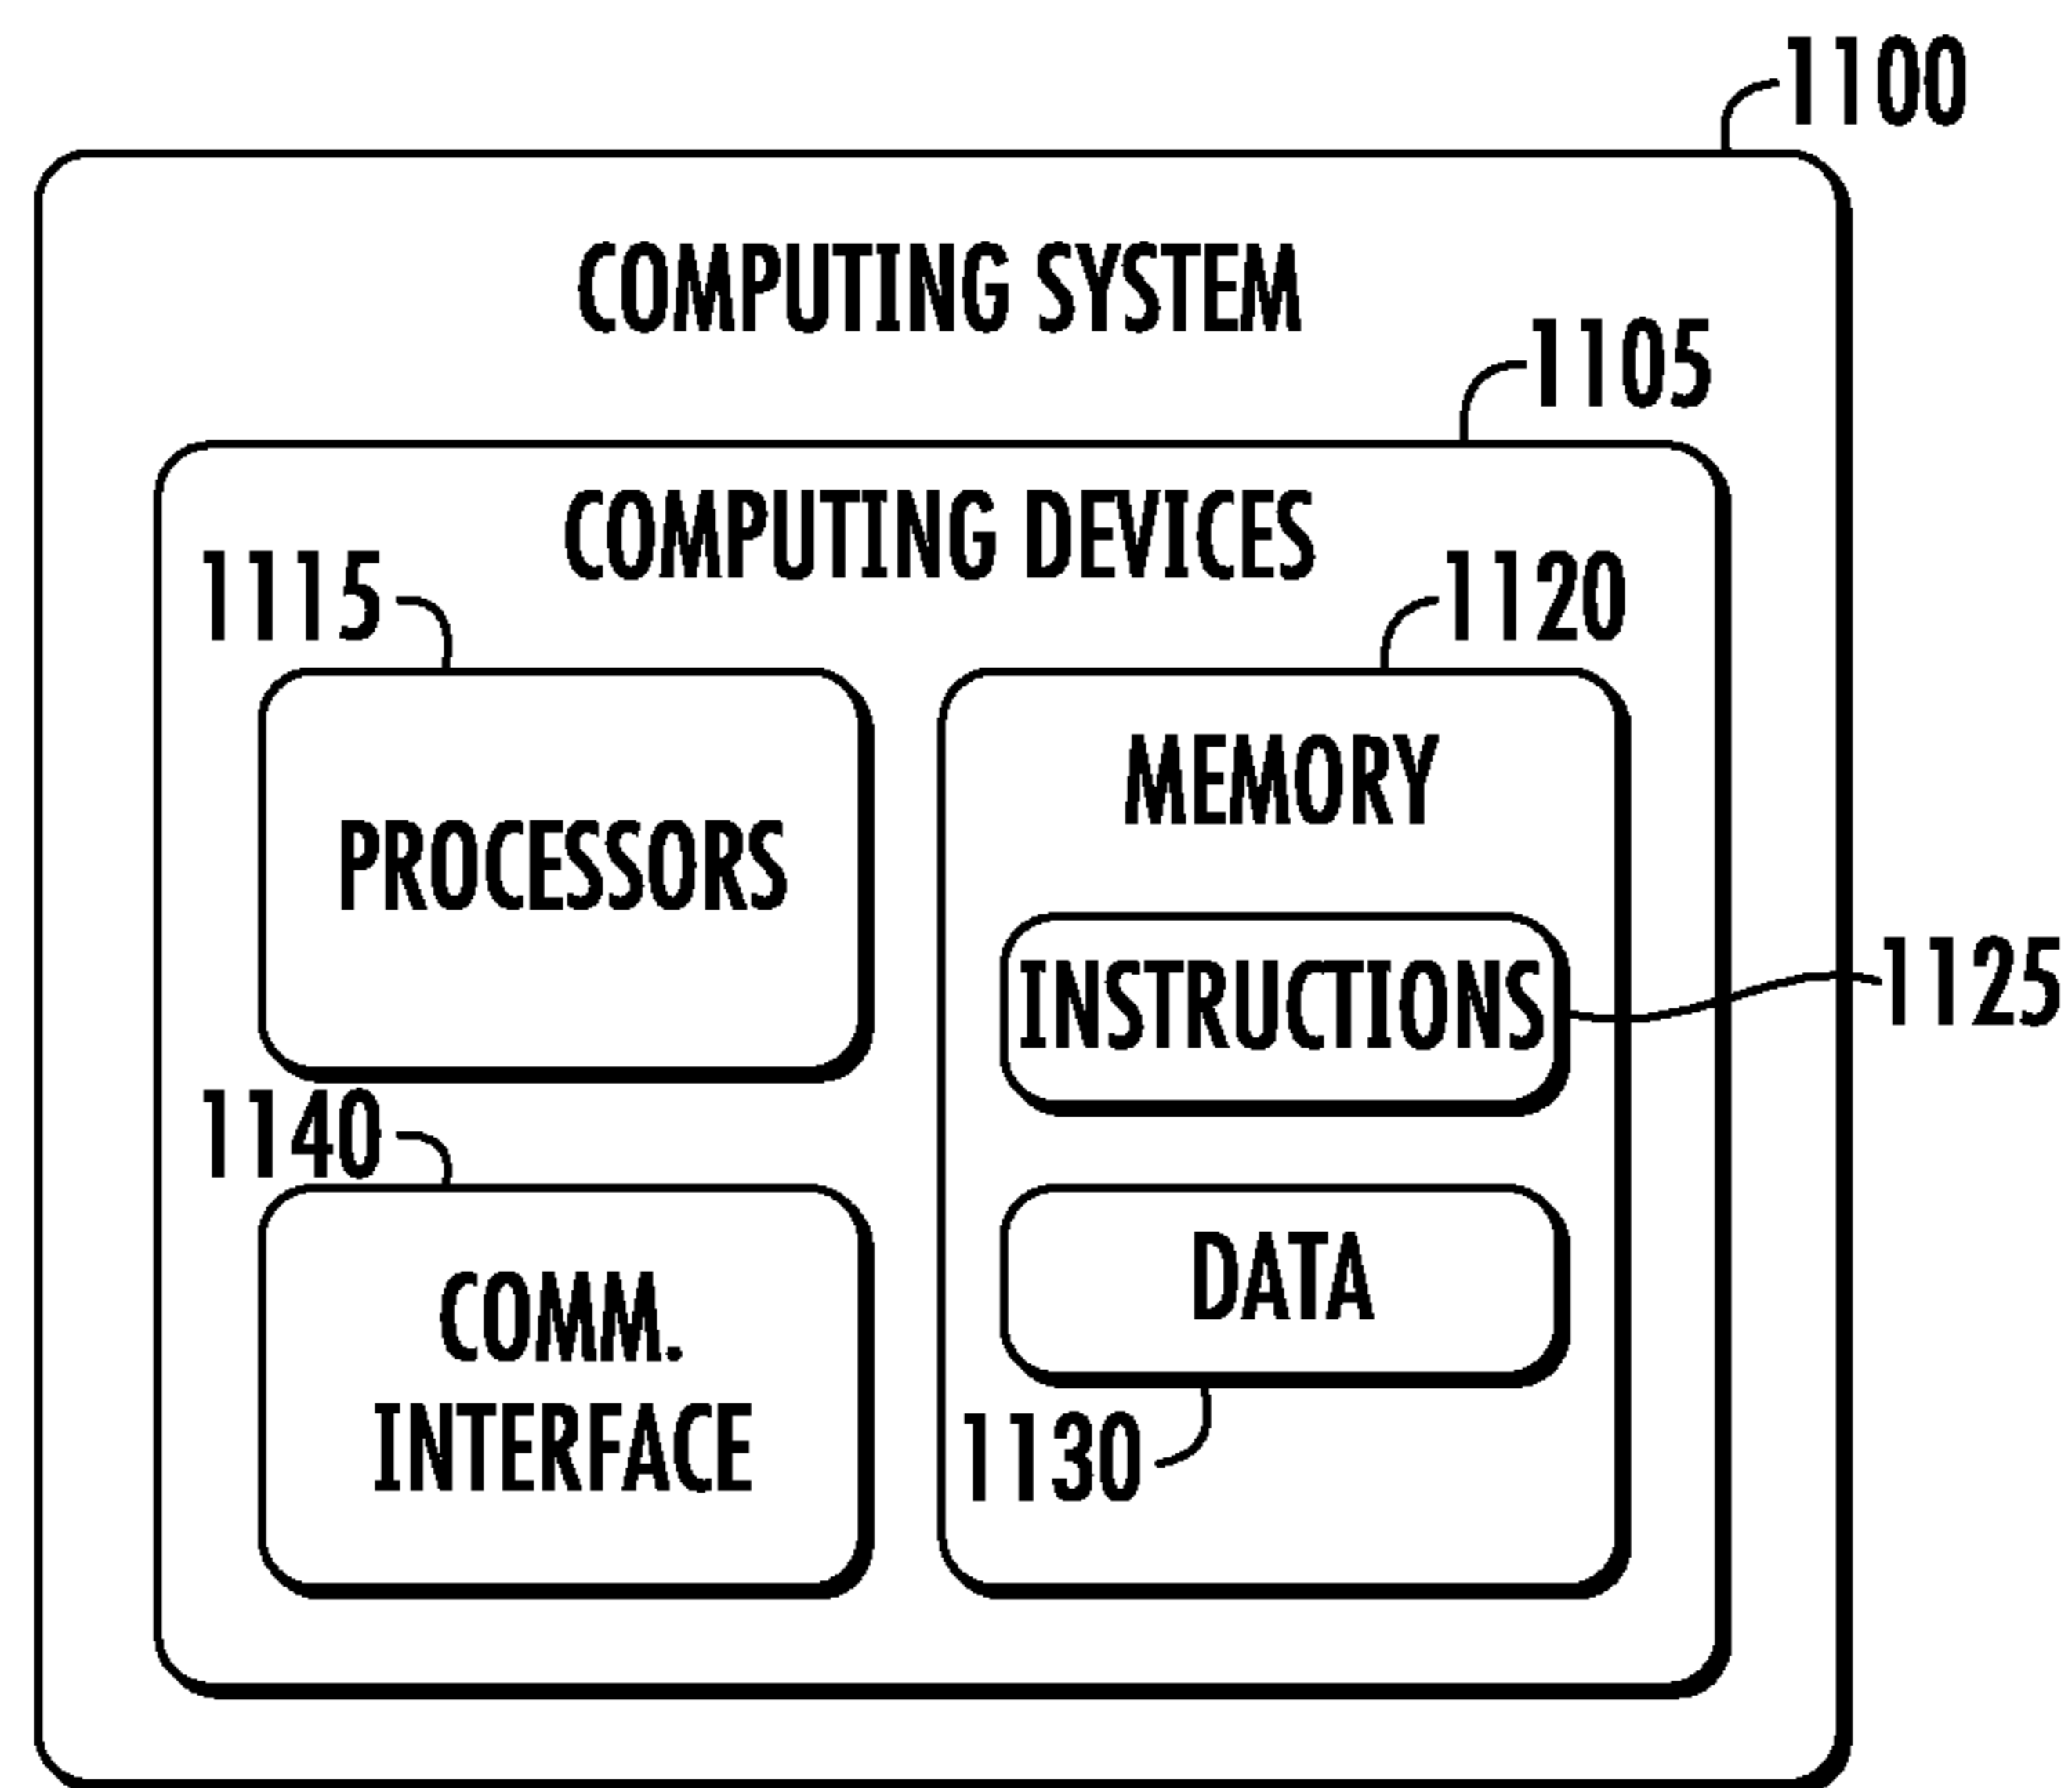 1100
COMPUTING SYSTEM
1105
COMPUTING DEVICES
1115
1120
PROCESSORS
MEMORY
INSTRUCTIONS
1125
1140
COMM.
INTERFACE
DATA
1130